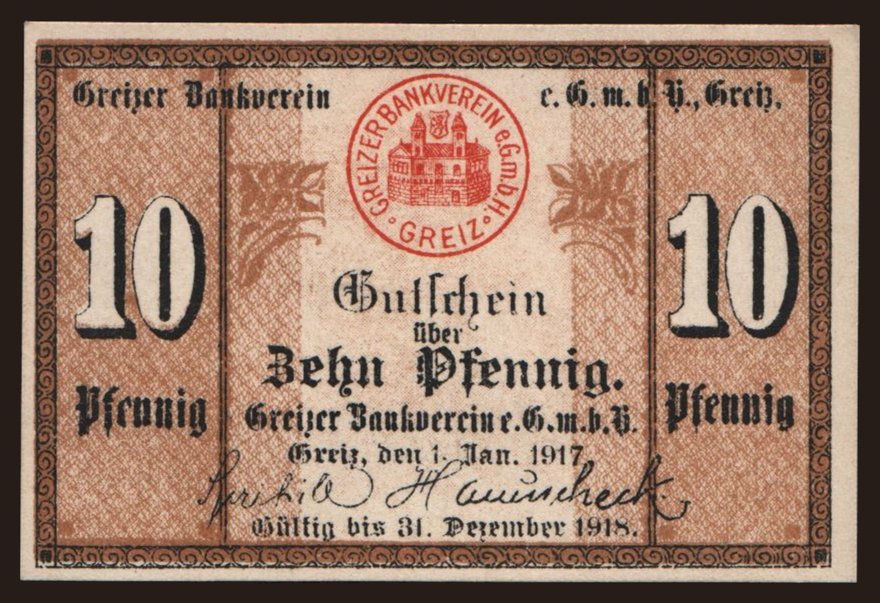 Greizer Bankverein e. G. m. b. H., Greiz.
GREIZER BANKVEREIN e.G.m.b.H.
GREIZ
10 10
Gutschein
über
Zehn Pfennig.
Pfennig Pfennig
Greizer Bankverein e. G. m. b. H.
Greiz, den 1. Jan. 1917
Gültig bis 31. Dezember 1918.